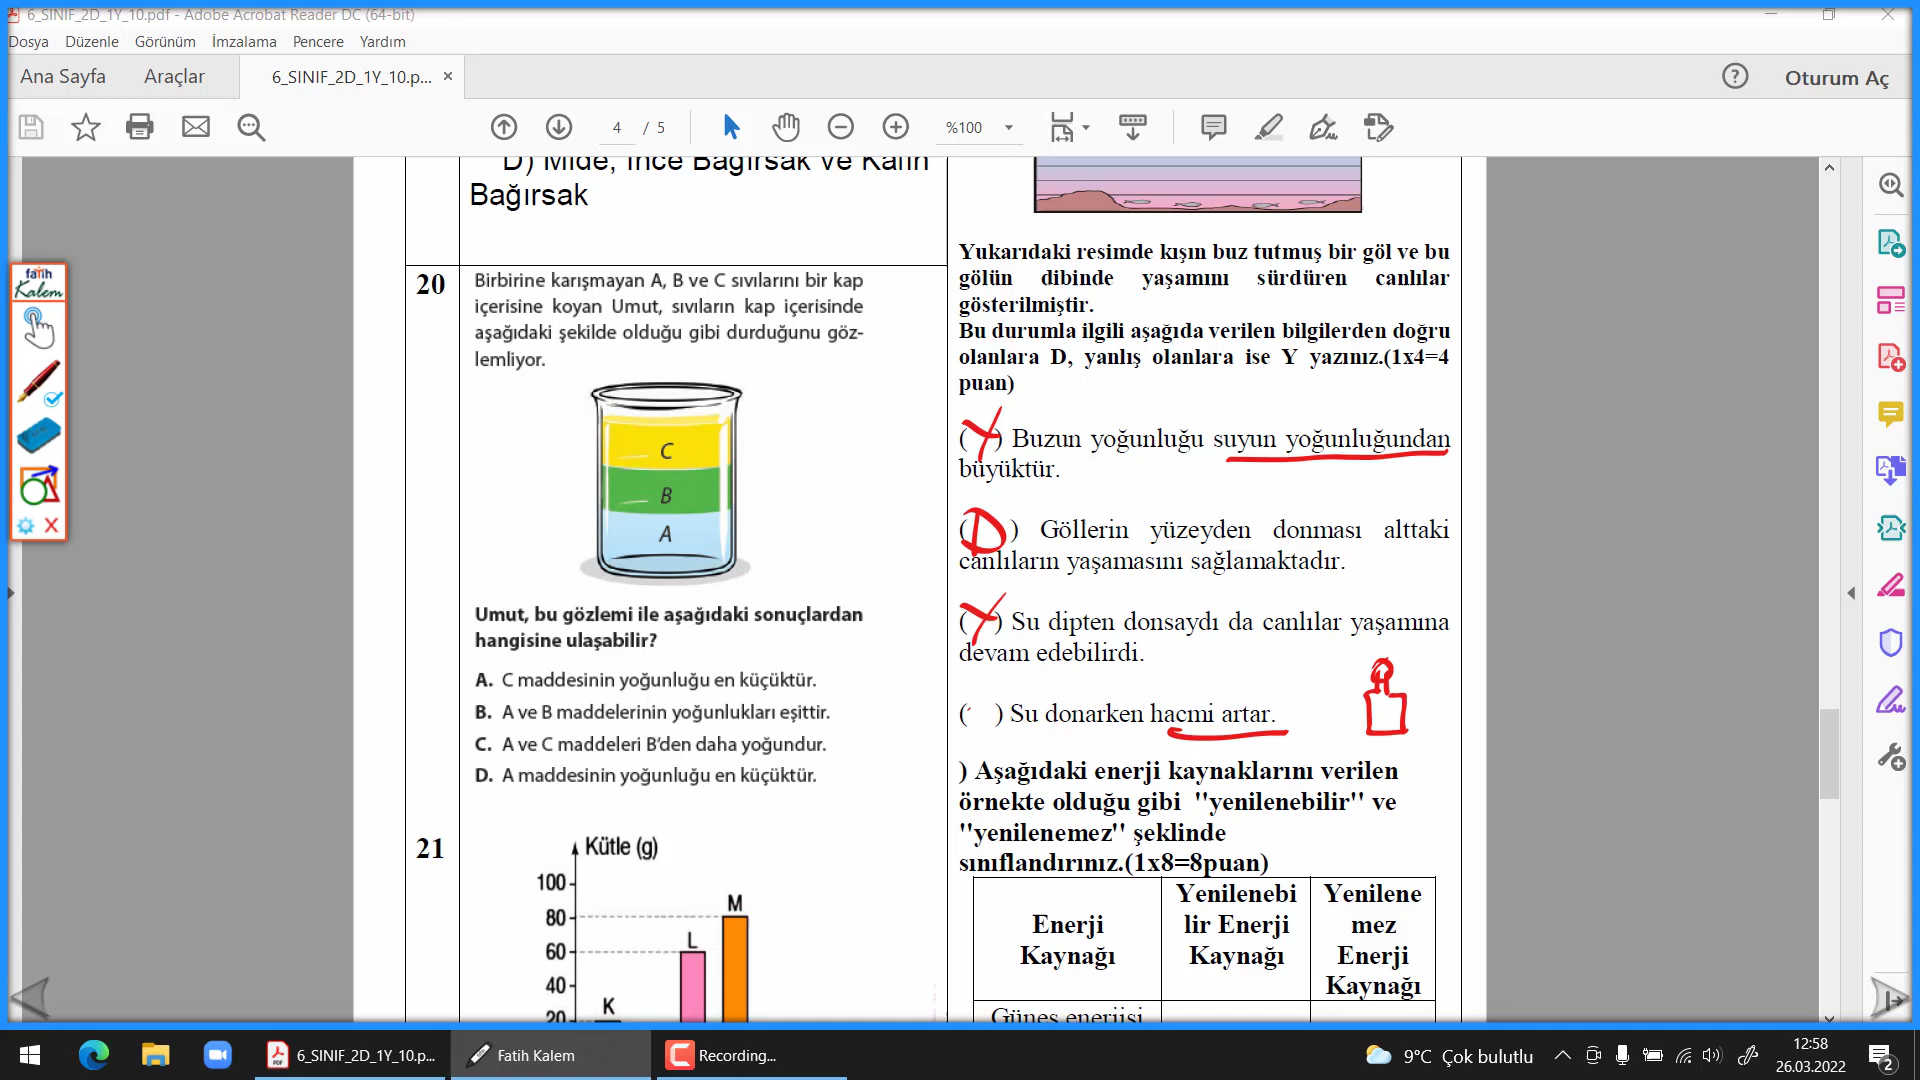 6_SINIF_2D_1Y_10.pdf - Adobe Acrobat Reader DC (64-bit)
Dosya Düzenle Görünüm İmzalama Pencere Yardım
Ana Sayfa Araçlar 6_SINIF_2D_1Y_10.p... × Oturum Aç
4 / 5 %100
D) Mide, İnce Bağırsak ve Kalın
Bağırsak
fatih
Kalem
20
Birbirine karışmayan A, B ve C sıvılarını bir kap
içerisine koyan Umut, sıvıların kap içerisinde
aşağıdaki şekilde olduğu gibi durduğunu göz-
lemliyor.
C
B
A
Umut, bu gözlemi ile aşağıdaki sonuçlardan
hangisine ulaşabilir?
A. C maddesinin yoğunluğu en küçüktür.
B. A ve B maddelerinin yoğunlukları eşittir.
C. A ve C maddeleri B'den daha yoğundur.
D. A maddesinin yoğunluğu en küçüktür.
21
Kütle (g)
100
80
60
40
20
K
L
M
Yukarıdaki resimde kışın buz tutmuş bir göl ve bu
gölün dibinde yaşamını sürdüren canlılar
gösterilmiştir.
Bu durumla ilgili aşağıda verilen bilgilerden doğru
olanlara D, yanlış olanlara ise Y yazınız.(1x4=4
puan)
(Y) Buzun yoğunluğu suyun yoğunluğundan
büyüktür.
(D) Göllerin yüzeyden donması alttaki
canlıların yaşamasını sağlamaktadır.
(Y) Su dipten donsaydı da canlılar yaşamına
devam edebilirdi.
( ) Su donarken hacmi artar.
) Aşağıdaki enerji kaynaklarını verilen
örnekte olduğu gibi ''yenilenebilir'' ve
''yenilenemez'' şeklinde
sınıflandırınız.(1x8=8puan)
Enerji
Kaynağı
Yenilenebi
lir Enerji
Kaynağı
Yenilene
mez
Enerji
Kaynağı
Güneş enerjisi
6_SINIF_2D_1Y_10.p... Fatih Kalem Recording... 9°C Çok bulutlu 12:58
26.03.2022
2